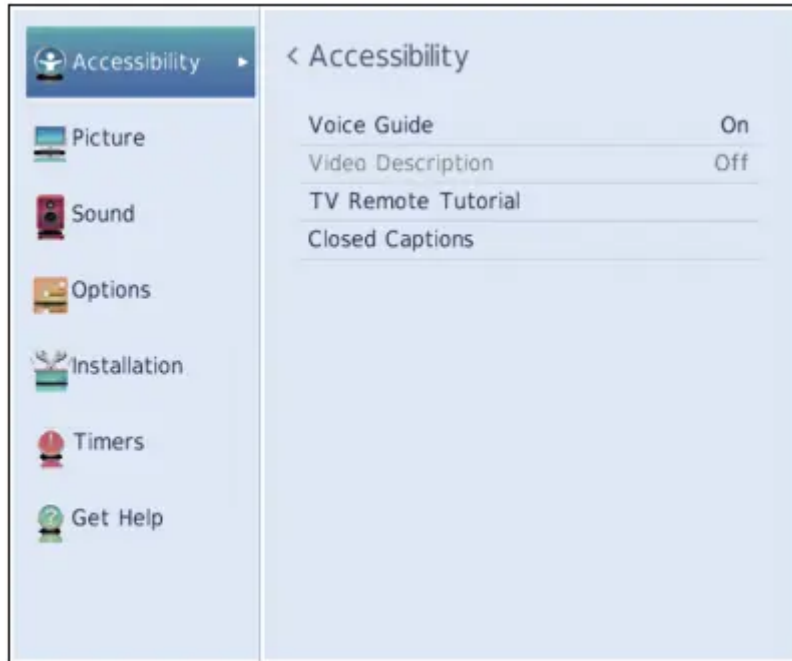 Accessibility
Picture
Sound
Options
Installation
Timers
Get Help
< Accessibility
Voice Guide On
Video Description Off
TV Remote Tutorial
Closed Captions